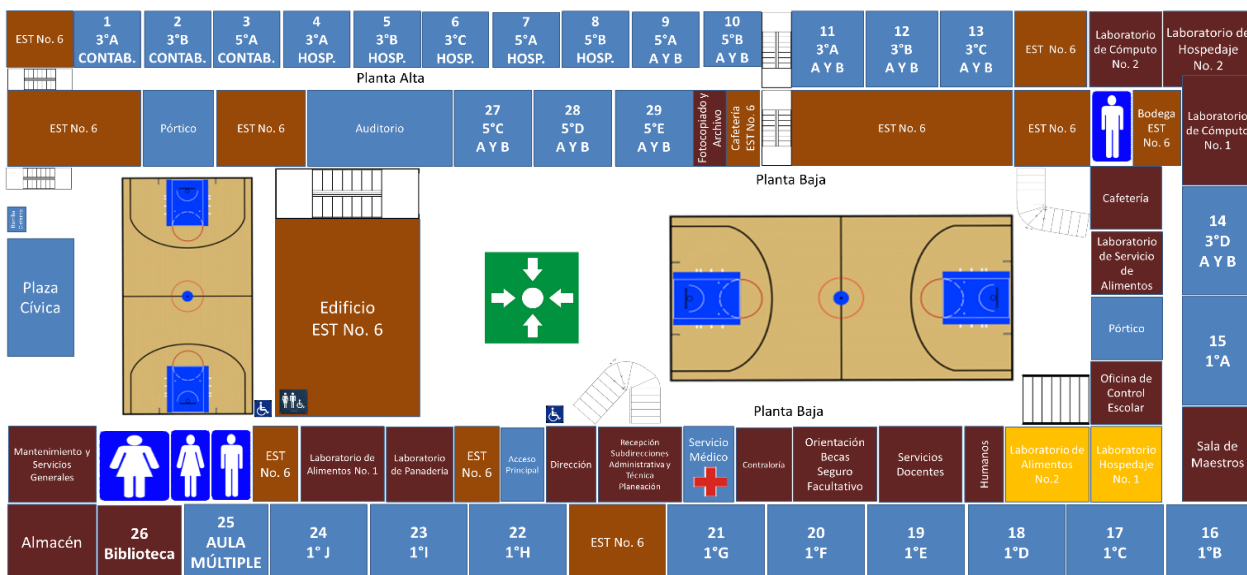 EST No. 6
1
3°A
CONTAB.
2
3°B
CONTAB.
3
5°A
CONTAB.
4
3°A
HOSP.
5
3°B
HOSP.
6
3°C
HOSP.
7
5°A
HOSP.
8
5°B
HOSP.
9
5°A
A Y B
10
5°B
A Y B
11
3°A
A Y B
12
3°B
A Y B
13
3°C
A Y B
EST No. 6
Laboratorio
de Cómputo
No. 2
Laboratorio de
Hospedaje
No. 2
Planta Alta
EST No. 6
Pórtico
EST No. 6
Auditorio
27
5°C
A Y B
28
5°D
A Y B
29
5°E
A Y B
Fotocopiado y
Archivo
Cafetería
EST No. 6
EST No. 6
EST No. 6
Bodega
EST
No. 6
Laboratorio
de Cómputo
No. 1
Planta Baja
Cafetería
Laboratorio
de Servicio
de
Alimentos
14
3°D
A Y B
Plaza
Cívica
Edificio
EST No. 6
Pórtico
15
1°A
Oficina de
Control
Escolar
Planta Baja
Mantenimiento y
Servicios
Generales
EST
No. 6
Laboratorio de
Alimentos No. 1
Laboratorio
de Panadería
EST
No. 6
Acceso
Principal
Dirección
Recepción
Subdirecciones
Administrativa y
Técnica
Planeación
Servicio
Médico
Contraloría
Orientación
Becas
Seguro
Facultativo
Servicios
Docentes
Humanos
Laboratorio de
Alimentos
No.2
Laboratorio
Hospedaje
No. 1
Sala de
Maestros
Almacén
26
Biblioteca
25
AULA
MÚLTIPLE
24
1° J
23
1°I
22
1°H
EST No. 6
21
1°G
20
1°F
19
1°E
18
1°D
17
1°C
16
1°B